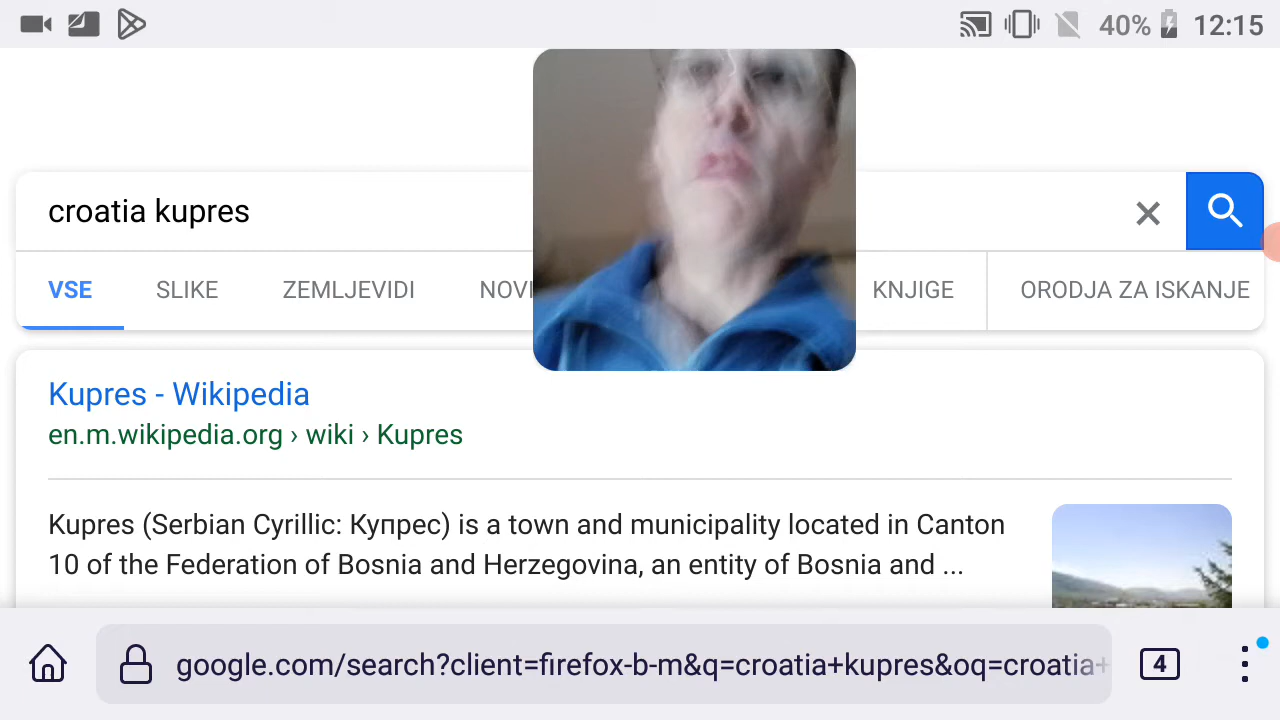 40% 12:15
croatia kupres
VSE SLIKE ZEMLJEVIDI KNJIGE ORODJA ZA ISKANJE
Kupres - Wikipedia
en.m.wikipedia.org › wiki › Kupres
Kupres (Serbian Cyrillic: Купрес) is a town and municipality located in Canton
10 of the Federation of Bosnia and Herzegovina, an entity of Bosnia and ...
google.com/search?client=firefox-b-m&q=croatia+kupres&oq=croatia+
4